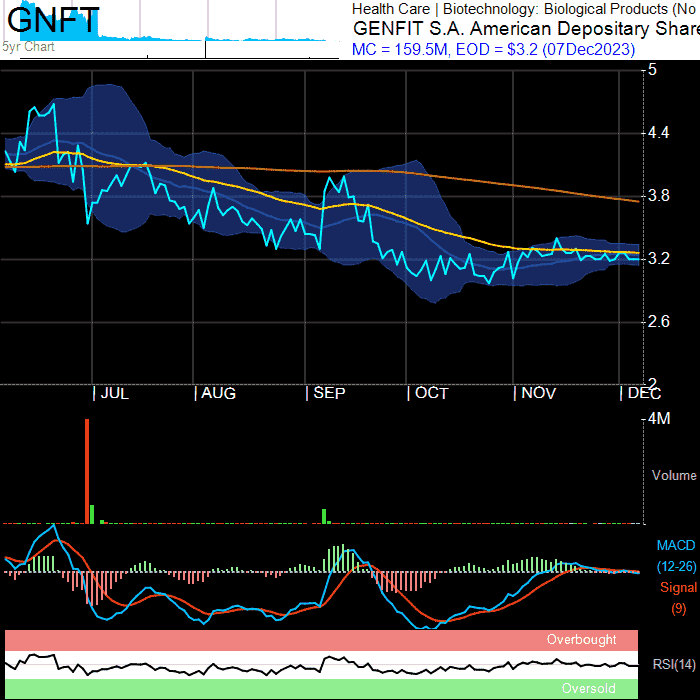 GNFT
5yr Chart
Health Care | Biotechnology: Biological Products (No
GENFIT S.A. American Depositary Share
MC = 159.5M, EOD = $3.2 (07Dec2023)
5
4.4
3.8
3.2
2.6
2
| JUL | AUG | SEP | OCT | NOV | DEC
4M
Volume
MACD
(12-26)
Signal
(9)
Overbought
RSI(14)
Oversold